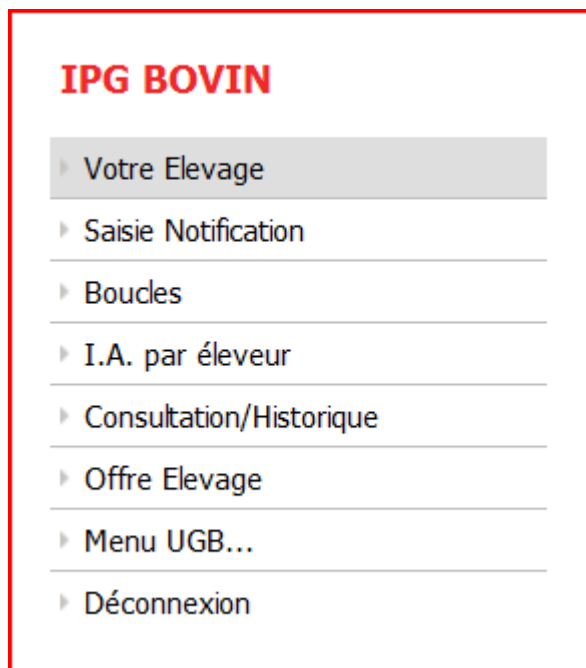 IPG BOVIN
Votre Elevage
Saisie Notification
Boucles
I.A. par éleveur
Consultation/Historique
Offre Elevage
Menu UGB...
Déconnexion